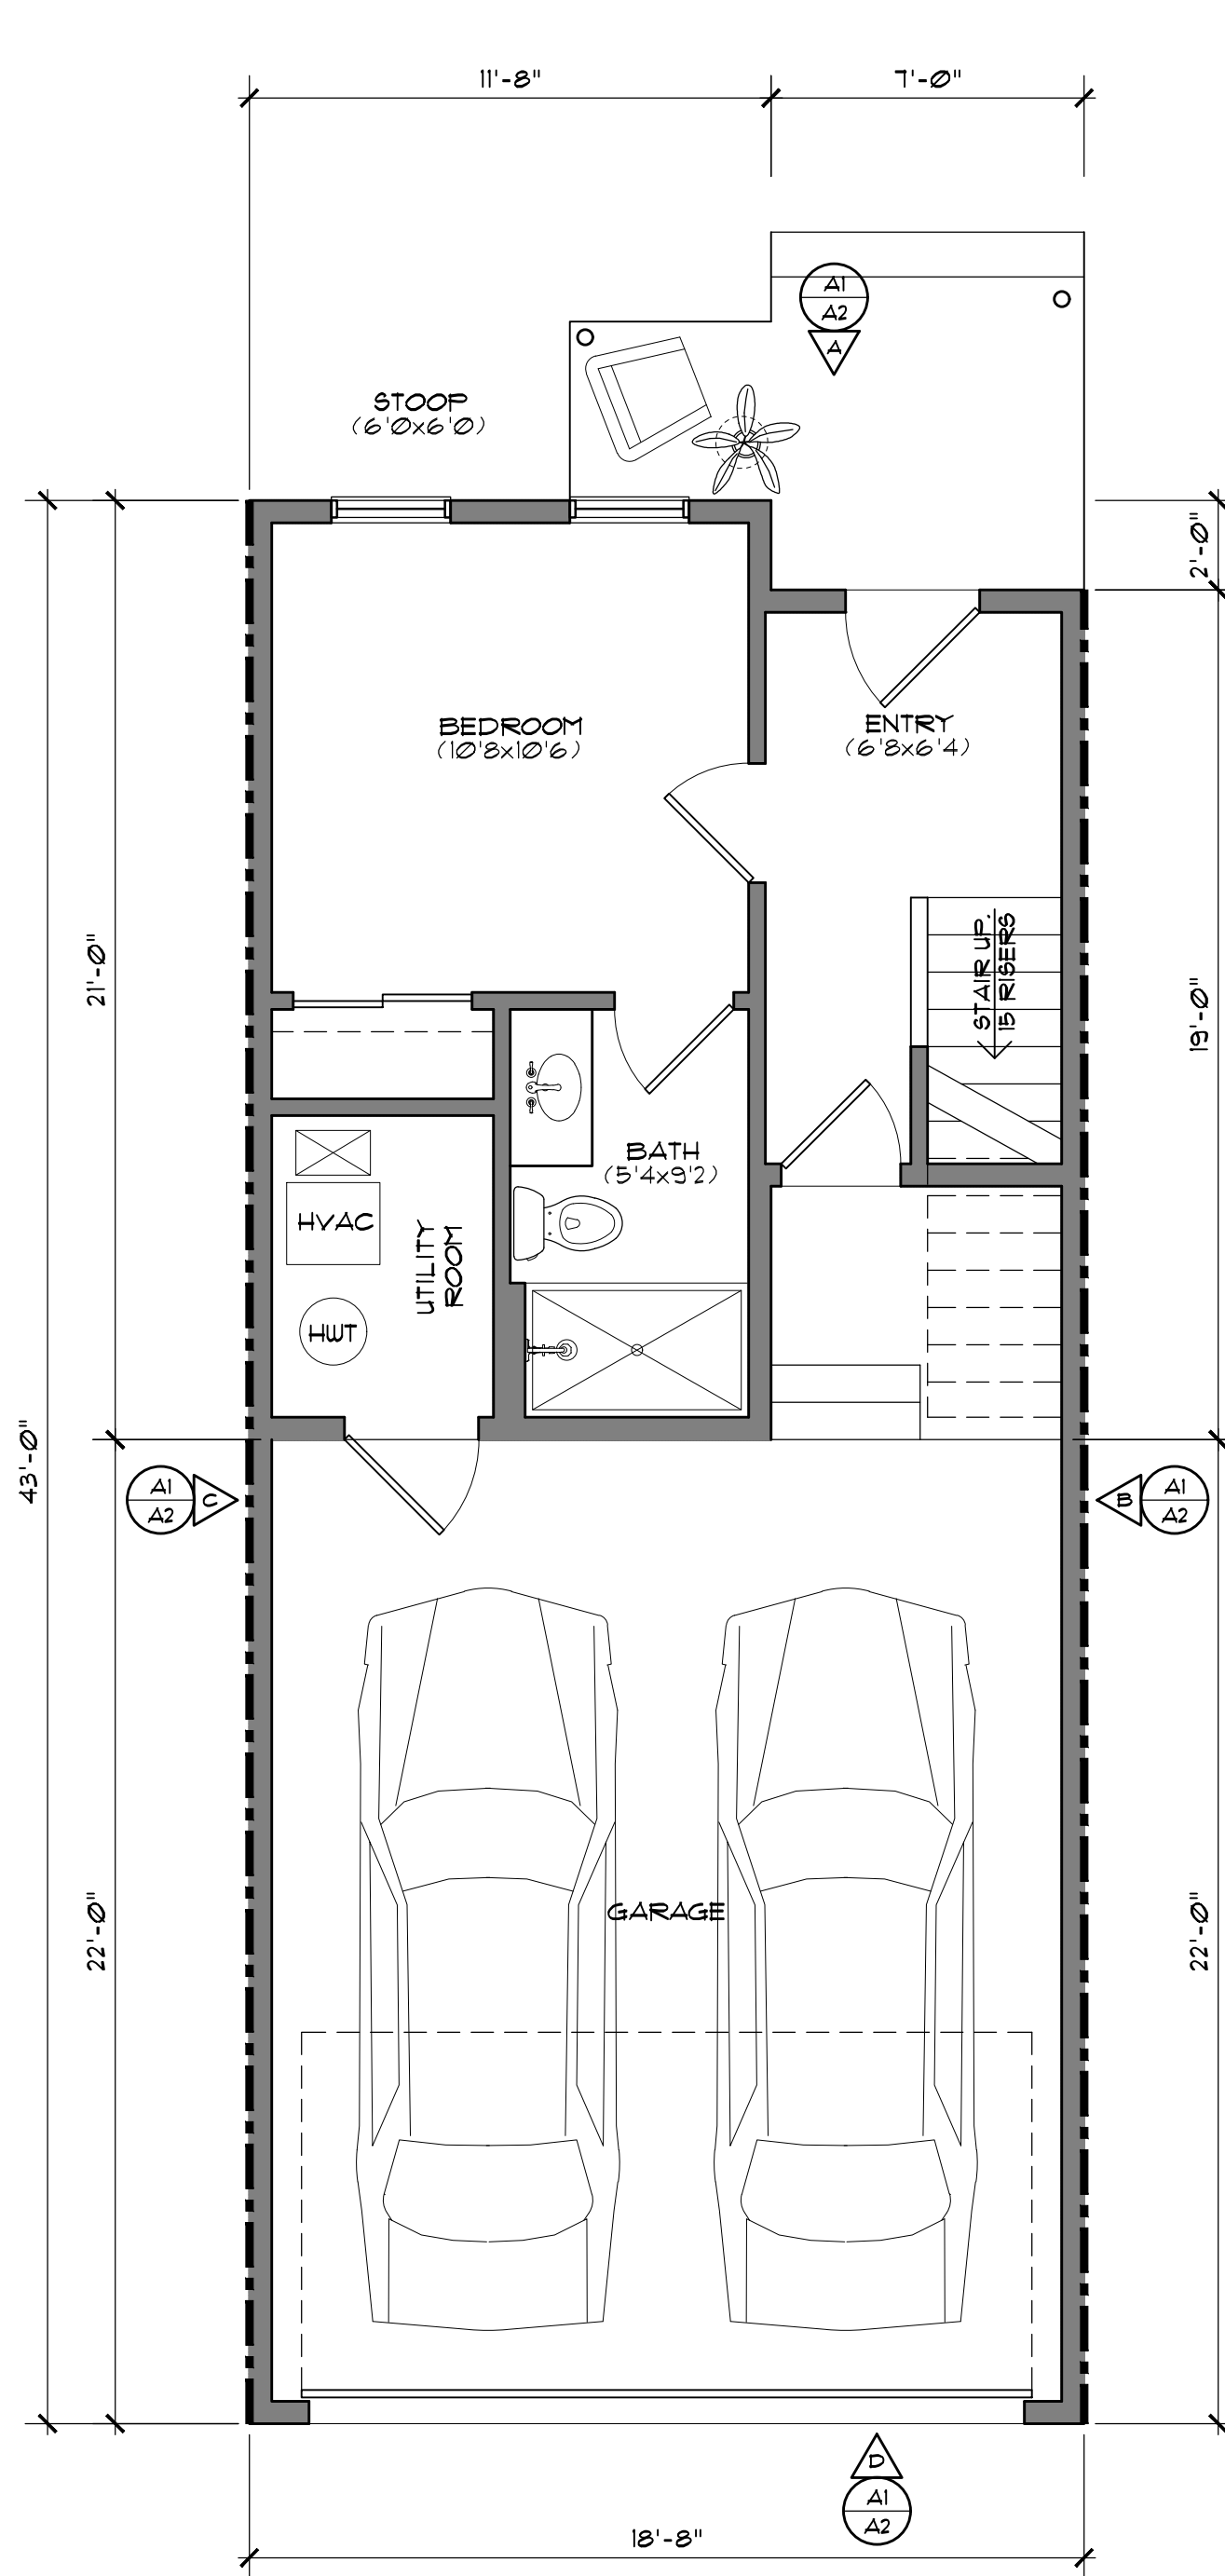 11'-8"
7'-0"
A1
A2
A
STOOP
(6'0x6'0)
2'-0"
BEDROOM
(10'8x10'6)
ENTRY
(6'8x6'4)
21'-0"
STAIR UP.
15 RISERS
19'-0"
BATH
(5'4x9'2)
HVAC
UTILITY
ROOM
HWT
43'-0"
A1
A2
C
B
A1
A2
GARAGE
22'-0"
22'-0"
D
A1
A2
18'-8"